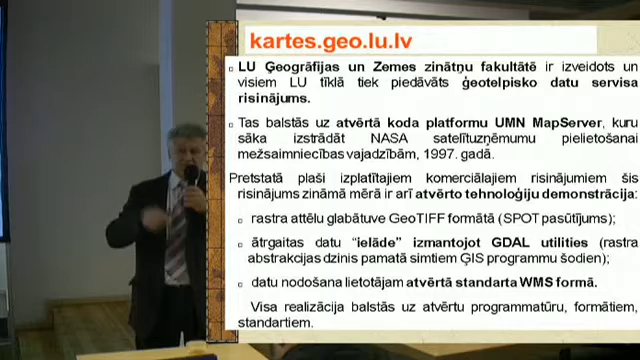 kartes.geo.lu.lv
LU Ģeogrāfijas un Zemes zinātņu fakultātē ir izveidots un
visiem LU tīklā tiek piedāvāts ģeotelpisko datu servisa
risinājums.
Tas balstās uz atvērtā koda platformu UMN MapServer, kuru
sāka izstrādāt NASA satelītuzņēmumu pielietošanai
mežsaimniecības vajadzībām, 1997. gadā.
Pretstatā plaši izplatītajiem komerciālajiem risinājumiem šis
risinājums zināmā mērā ir arī atvērto tehnoloģiju demonstrācija:
rastra attēlu glabātuve GeoTIFF formātā (SPOT pasūtījums);
ātrgaitas datu “ielāde” izmantojot GDAL utilities (rastra
abstrakcijas dzinis pamatā simtiem ĢIS programmu šodien);
datu nodošana lietotājam atvērtā standarta WMS formā.
Visa realizācija balstās uz atvērtu programmatūru, formātiem,
standartiem.